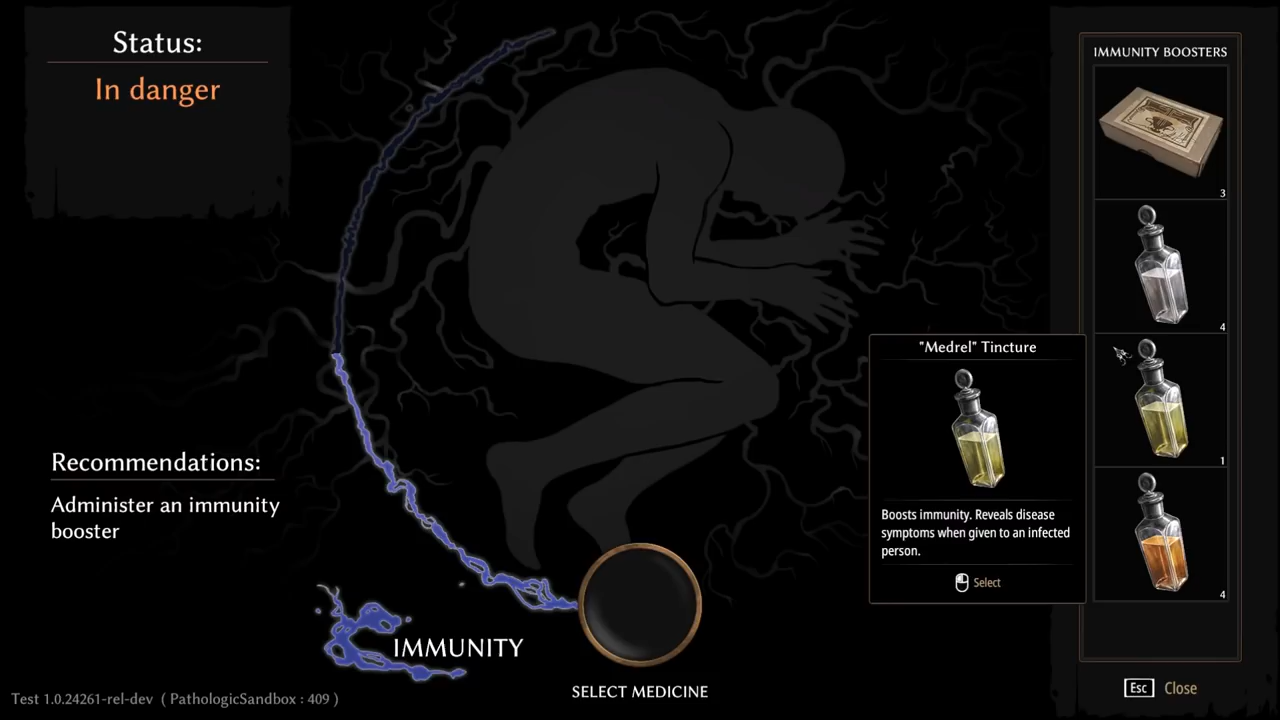 Status:
In danger
IMMUNITY BOOSTERS
3
4
"Medrel" Tincture
1
Recommendations:
Administer an immunity
booster
Boosts immunity. Reveals disease
symptoms when given to an infected
person.
Select
4
IMMUNITY
SELECT MEDICINE
Esc Close
Test 1.0.24261-rel-dev ( PathologicSandbox : 409 )